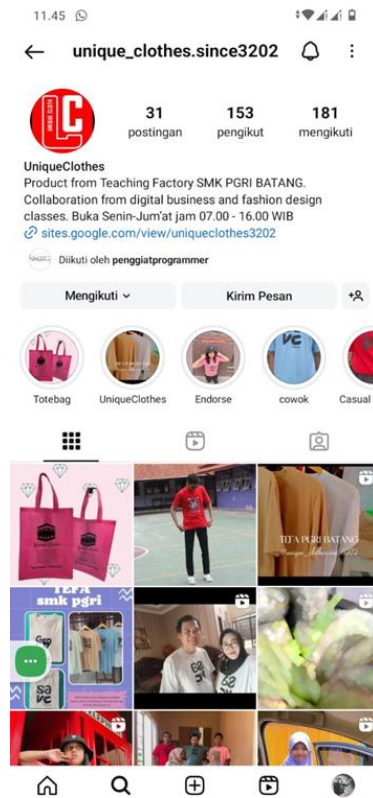 11.45
unique_clothes.since3202
31 153 181
postingan pengikut mengikuti
UniqueClothes
Product from Teaching Factory SMK PGRI BATANG.
Collaboration from digital business and fashion design
classes. Buka Senin-Jum'at jam 07.00 - 16.00 WIB
sites.google.com/view/uniqueclothes3202
Diikuti oleh penggiatprogrammer
Mengikuti Kirim Pesan
Totebag UniqueClothes Endorse cowok Casual
TEFA PGRI BATANG
TEFA
smk pgri